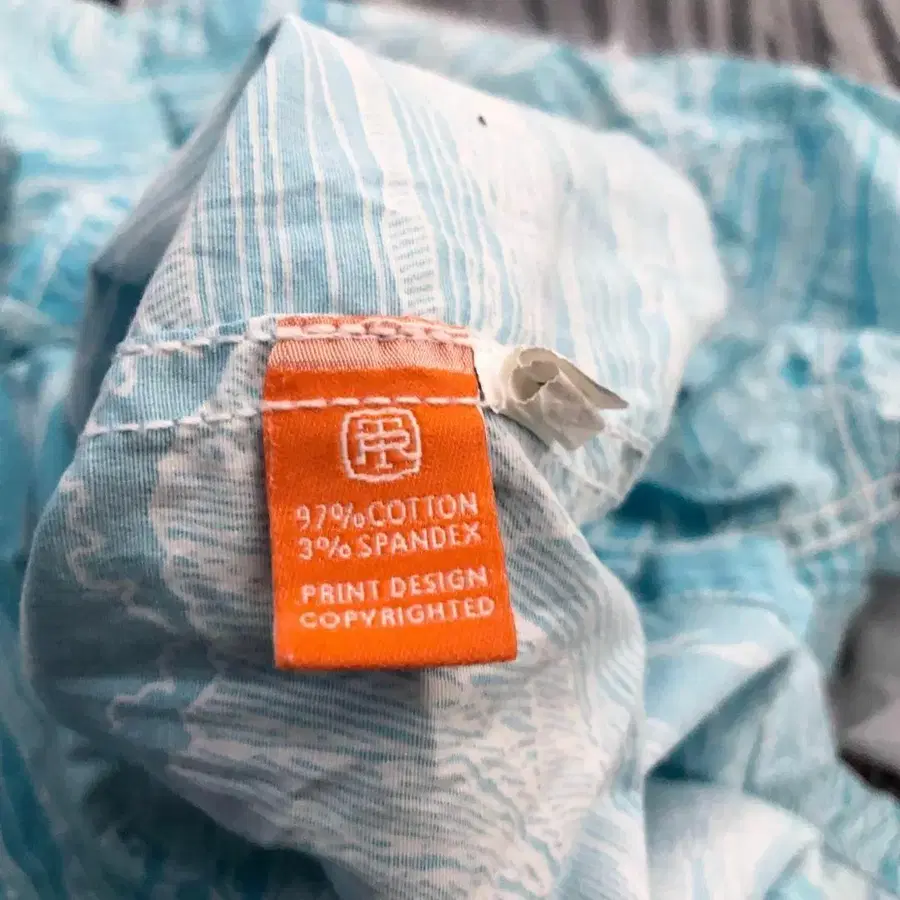 97% COTTON
3% SPANDEX
PRINT DESIGN
COPYRIGHTED